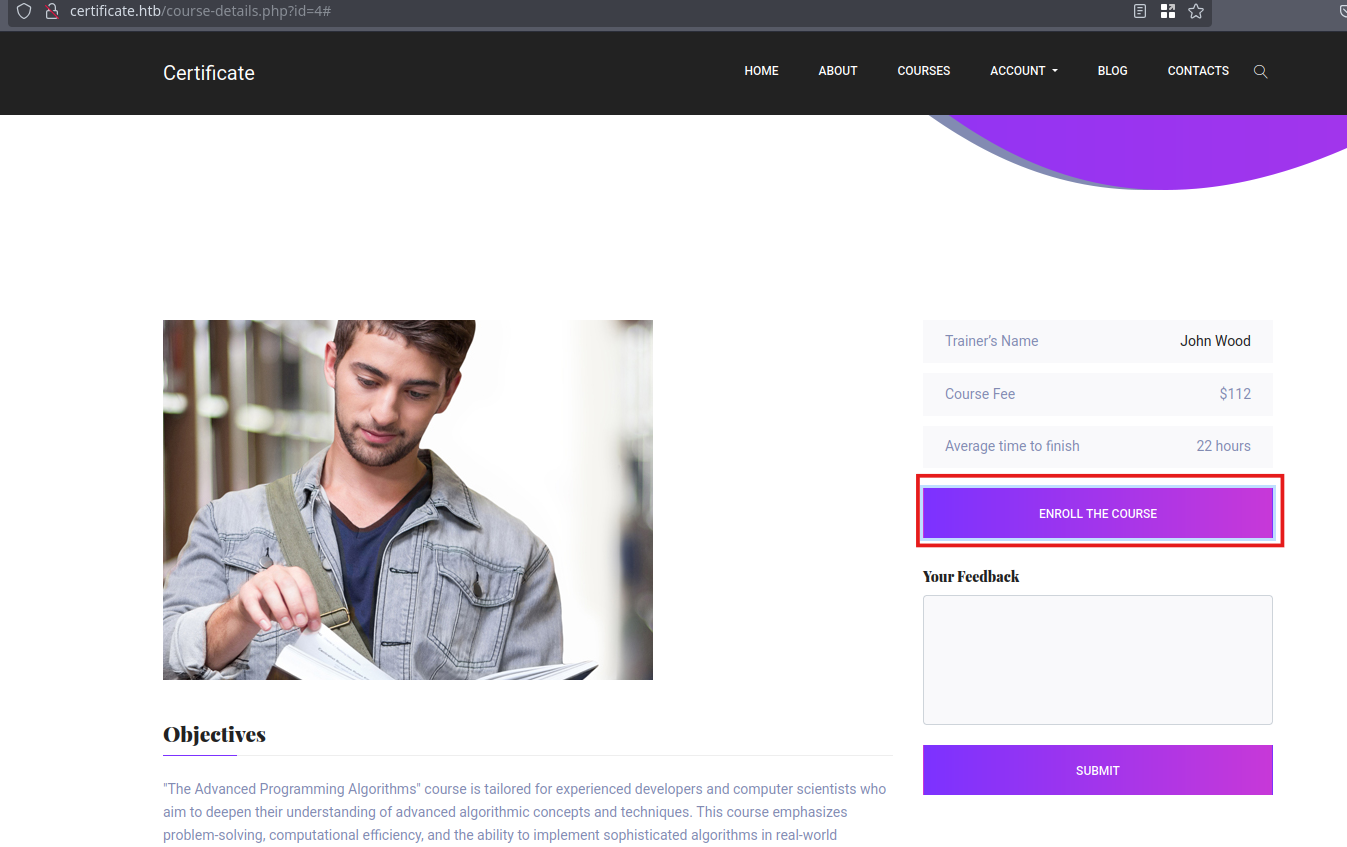 certificate.htb/course-details.php?id=4#
Certificate
HOME ABOUT COURSES ACCOUNT BLOG CONTACTS
Trainer's Name John Wood
Course Fee $112
Average time to finish 22 hours
ENROLL THE COURSE
Your Feedback
SUBMIT
Objectives
"The Advanced Programming Algorithms" course is tailored for experienced developers and computer scientists who
aim to deepen their understanding of advanced algorithmic concepts and techniques. This course emphasizes
problem-solving, computational efficiency, and the ability to implement sophisticated algorithms in real-world